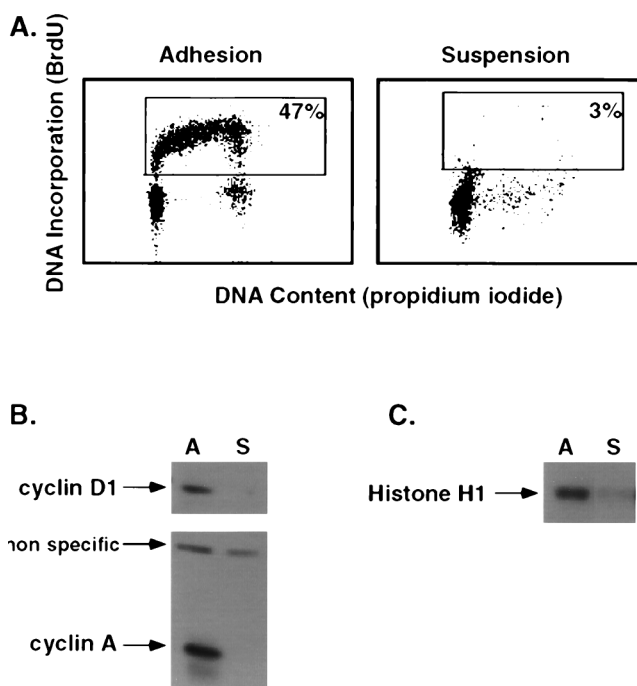 A.
Adhesion
Suspension
DNA Incorporation (BrdU)
47%
3%
DNA Content (propidium iodide)
B.
A S
cyclin D1
non specific
cyclin A
C.
A S
Histone H1